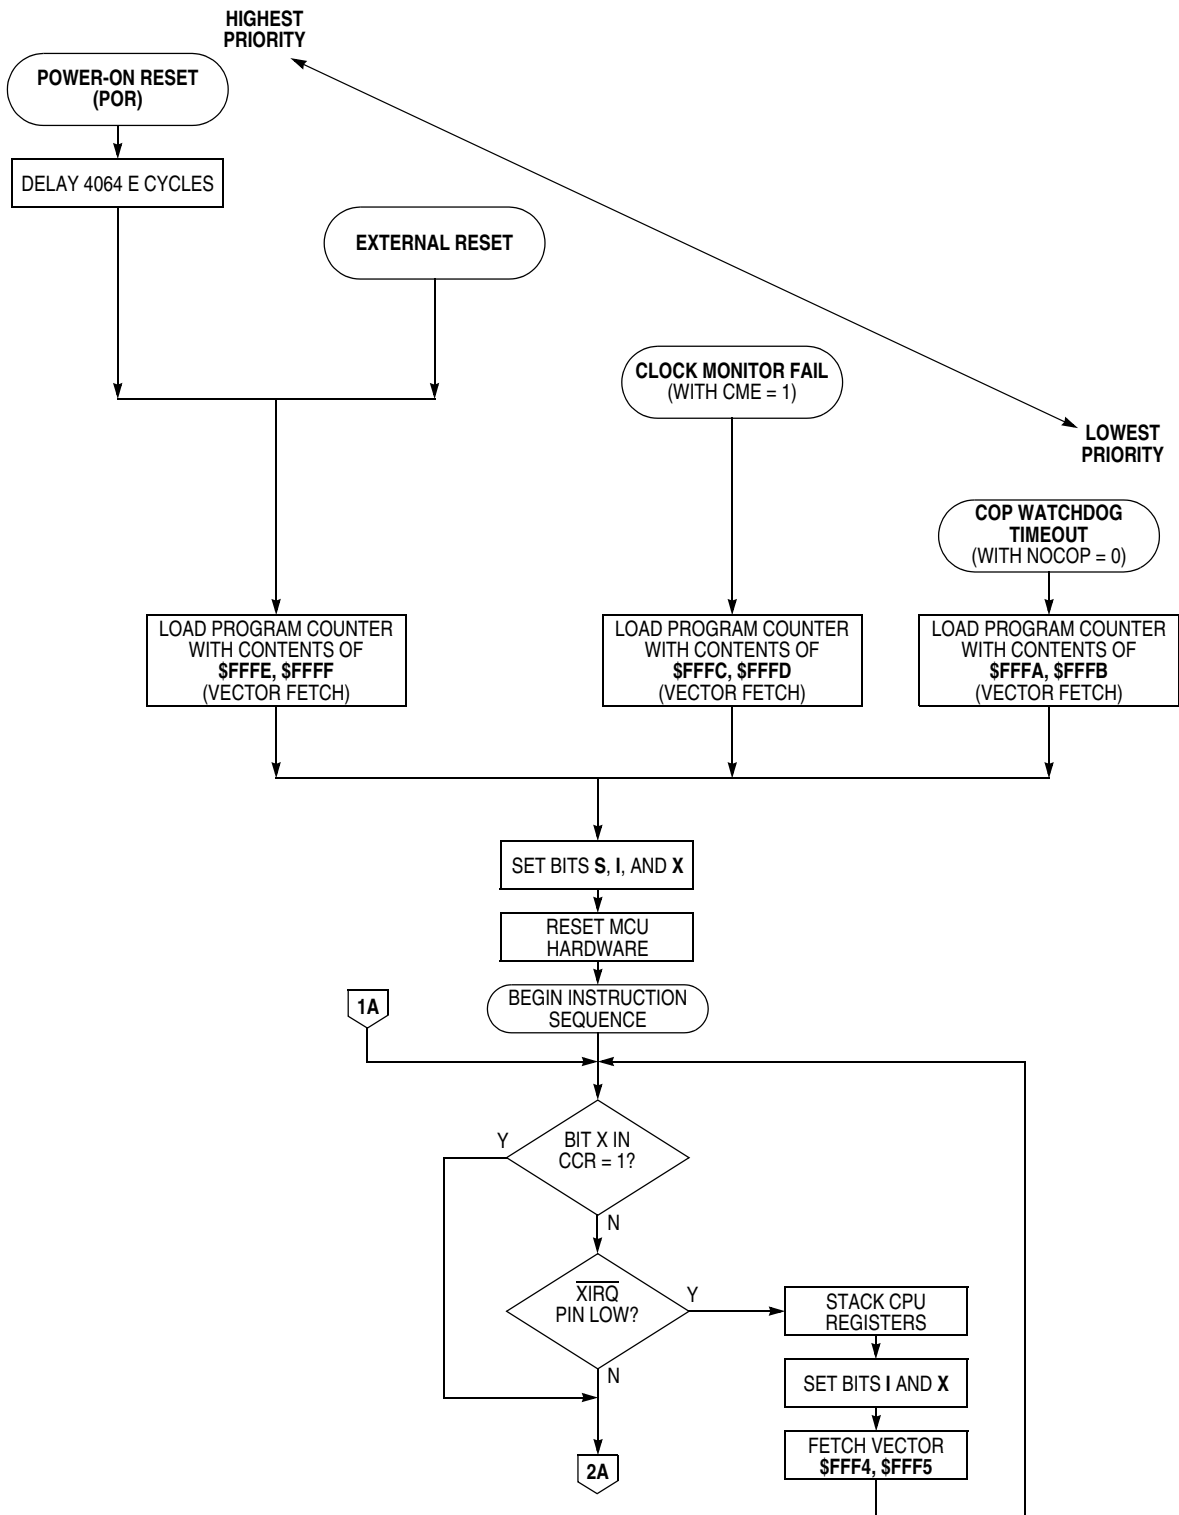 HIGHEST
PRIORITY
POWER-ON RESET
(POR)
DELAY 4064 E CYCLES
EXTERNAL RESET
CLOCK MONITOR FAIL
(WITH CME = 1)
LOWEST
PRIORITY
COP WATCHDOG
TIMEOUT
(WITH NOCOP = 0)
LOAD PROGRAM COUNTER
WITH CONTENTS OF
$FFFE, $FFFF
(VECTOR FETCH)
LOAD PROGRAM COUNTER
WITH CONTENTS OF
$FFFC, $FFFD
(VECTOR FETCH)
LOAD PROGRAM COUNTER
WITH CONTENTS OF
$FFFA, $FFFB
(VECTOR FETCH)
SET BITS S, I, AND X
RESET MCU
HARDWARE
1A
BEGIN INSTRUCTION
SEQUENCE
Y
BIT X IN
CCR = 1?
N
XIRQ
PIN LOW?
Y
STACK CPU
REGISTERS
N
SET BITS I AND X
FETCH VECTOR
$FFF4, $FFF5
2A